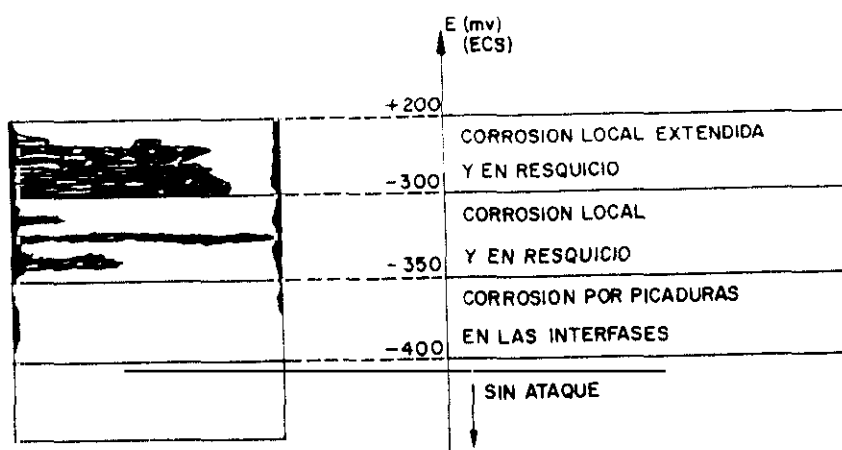 E (mv)
(ECS)
+200
CORROSION LOCAL EXTENDIDA
Y EN RESQUICIO
-300
CORROSION LOCAL
Y EN RESQUICIO
-350
CORROSION POR PICADURAS
EN LAS INTERFASES
-400
SIN ATAQUE